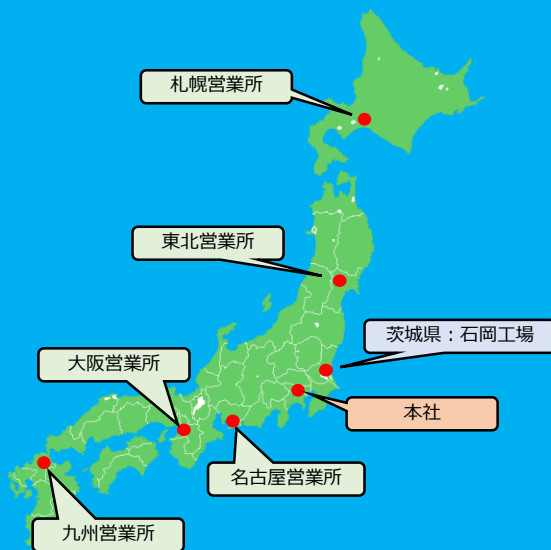 札幌営業所
東北営業所
茨城県：石岡工場
大阪営業所
本社
名古屋営業所
九州営業所